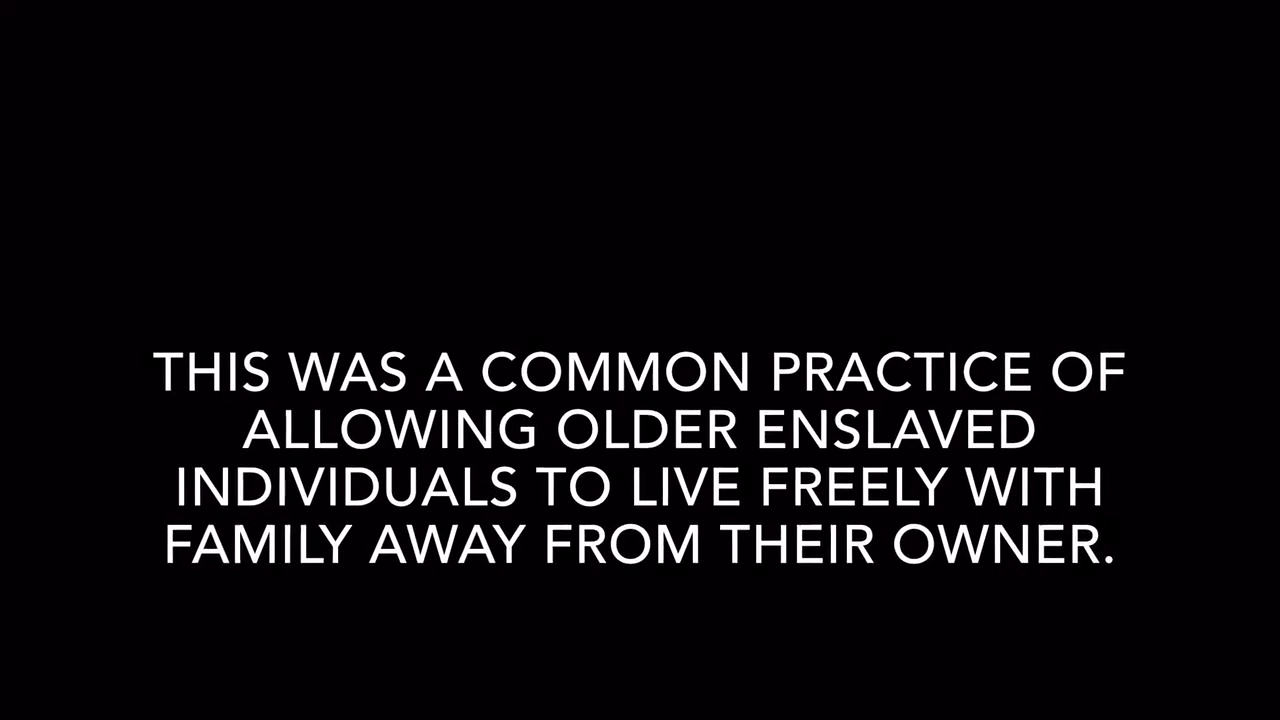 THIS WAS A COMMON PRACTICE OF
ALLOWING OLDER ENSLAVED
INDIVIDUALS TO LIVE FREELY WITH
FAMILY AWAY FROM THEIR OWNER.